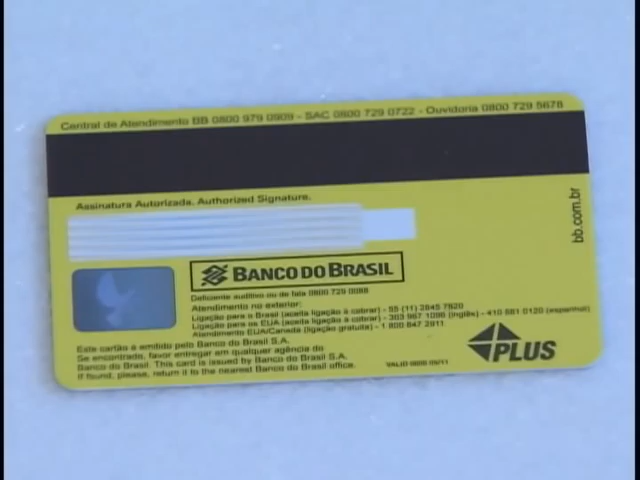 Central de Atendimento BB 0800 979 0909 - SAC 0800 729 0722 - Ouvidoria 0800 729 5678
Assinatura Autorizada. Authorized Signature.
bb.com.br
BANCO DO BRASIL
Deficiente auditivo ou de fala 0800 729 0088
Atendimento no exterior:
Ligação para o Brasil (aceita ligação a cobrar) - 55 (11) 2845 7820
Ligação para os EUA (aceita ligação a cobrar) - 303 967 1096 (inglês) - 410 581 0120 (espanhol)
Atendimento EUA/Canadá (ligação gratuita) - 1 800 847 2911
Este cartão é emitido pelo Banco do Brasil S.A.
Se encontrado, favor entregar em qualquer agência do
Banco do Brasil. This card is issued by Banco do Brasil S.A.
If found, please, return it to the nearest Banco do Brasil office.
PLUS